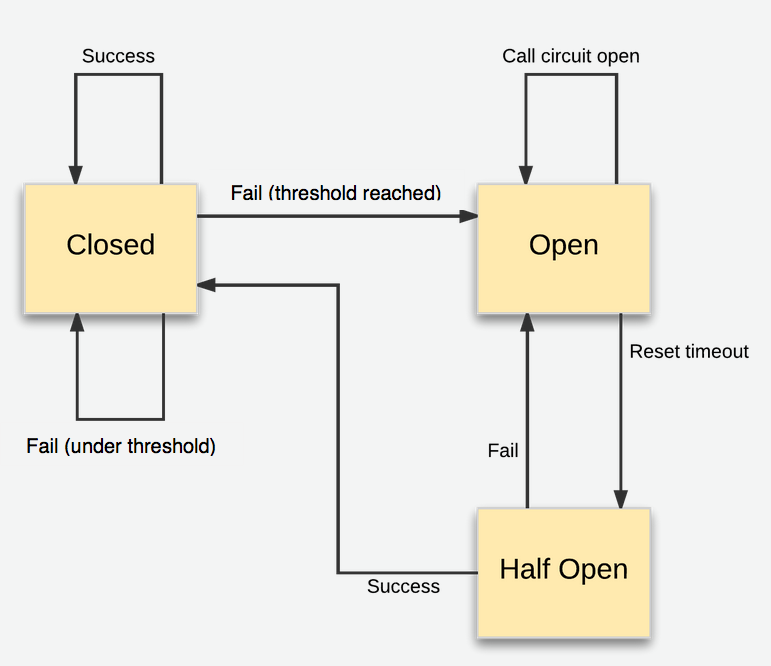 Success
Call circuit open
Fail (threshold reached)
Closed
Open
Reset timeout
Fail (under threshold)
Fail
Half Open
Success